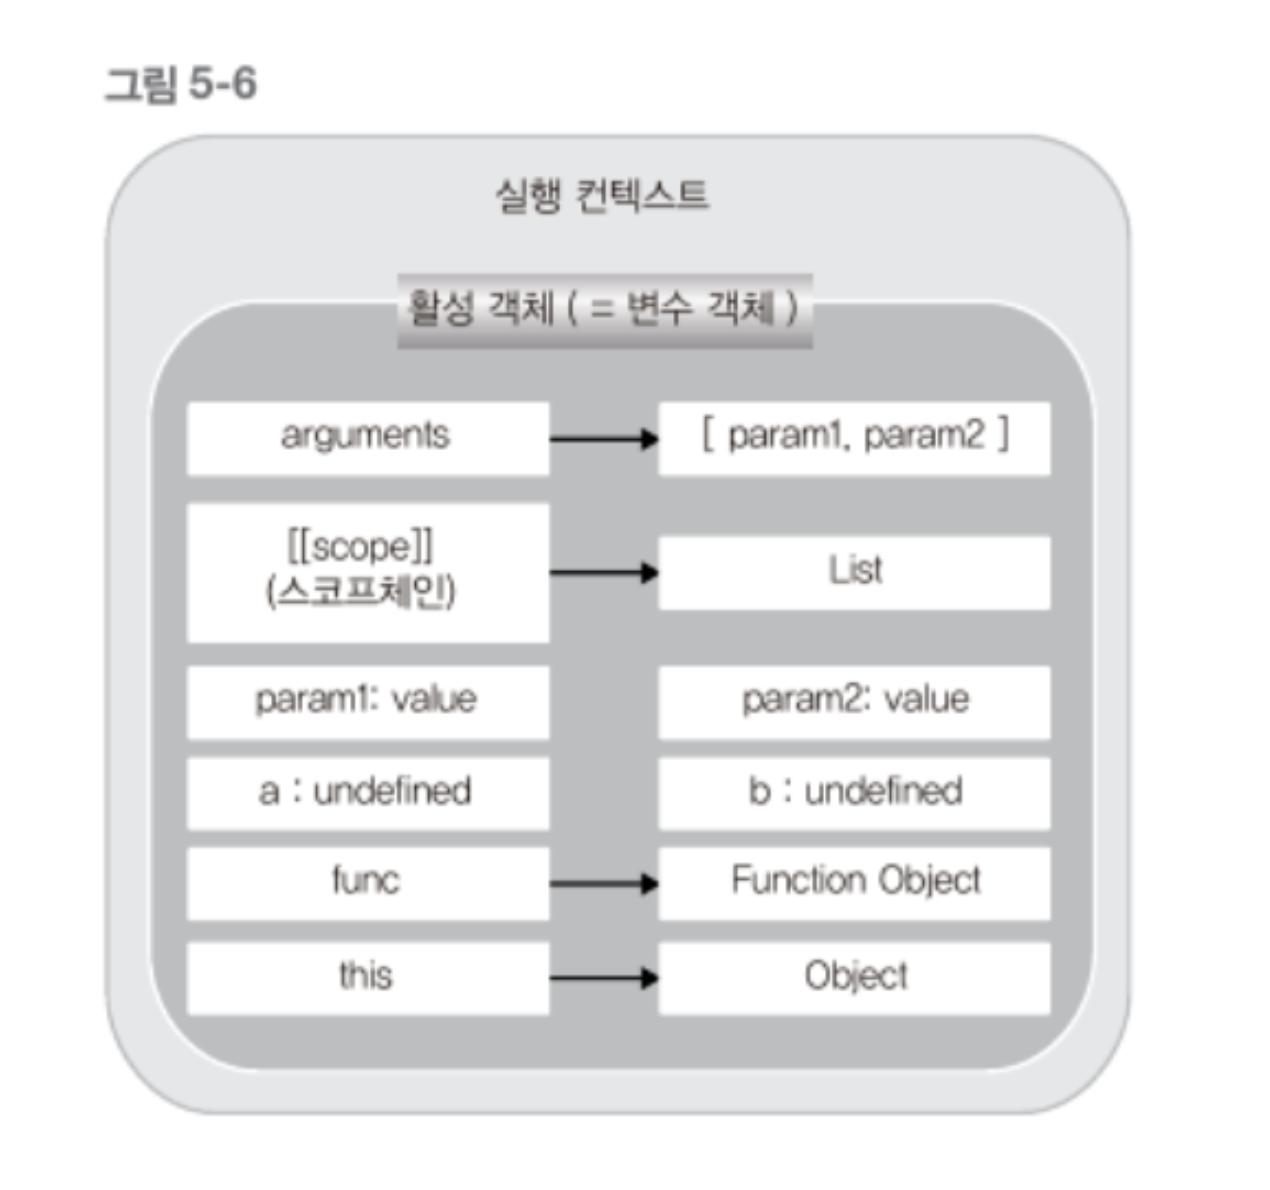 그림 5-6
실행 컨텍스트
활성 객체 ( = 변수 객체 )
arguments
[ param1, param2 ]
[[scope]]
(스코프체인)
List
param1: value
param2: value
a : undefined
b : undefined
func
Function Object
this
Object